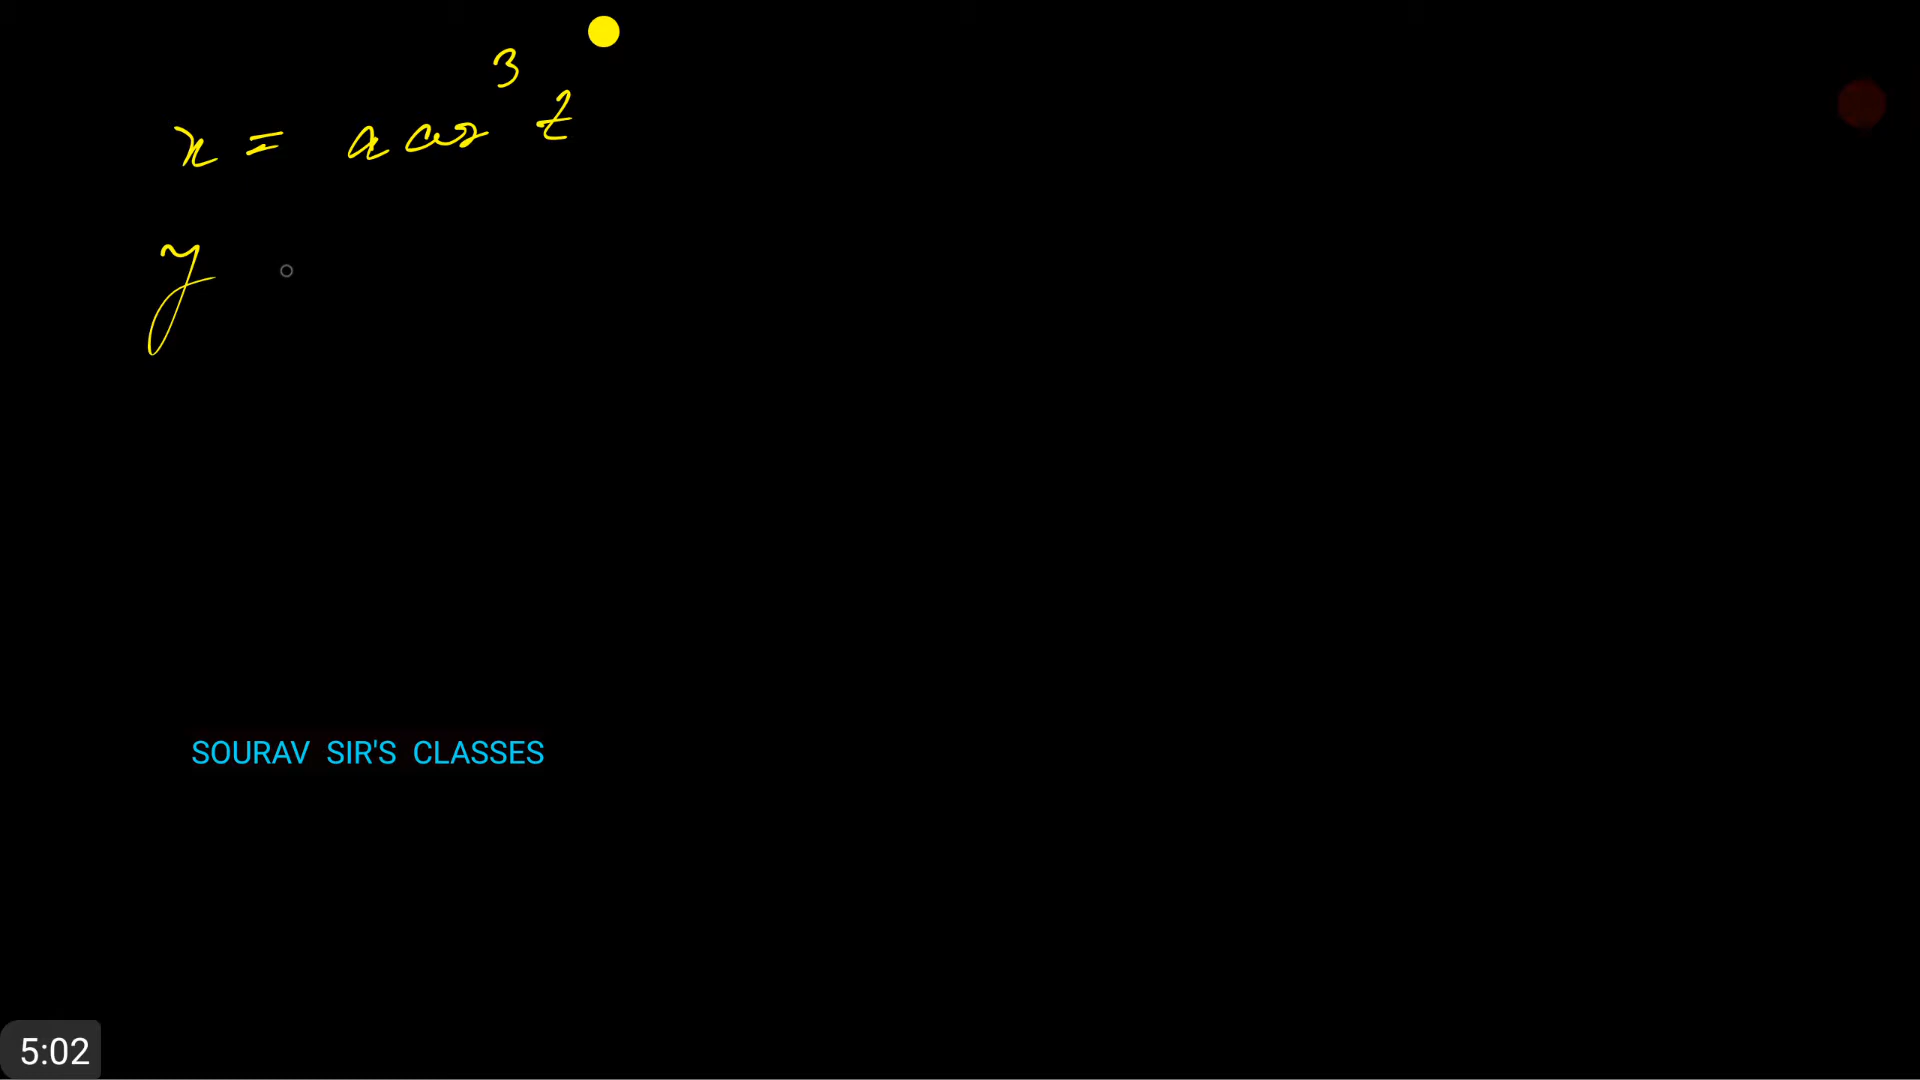 x = a cos³ t
y
SOURAV SIR'S CLASSES
5:02